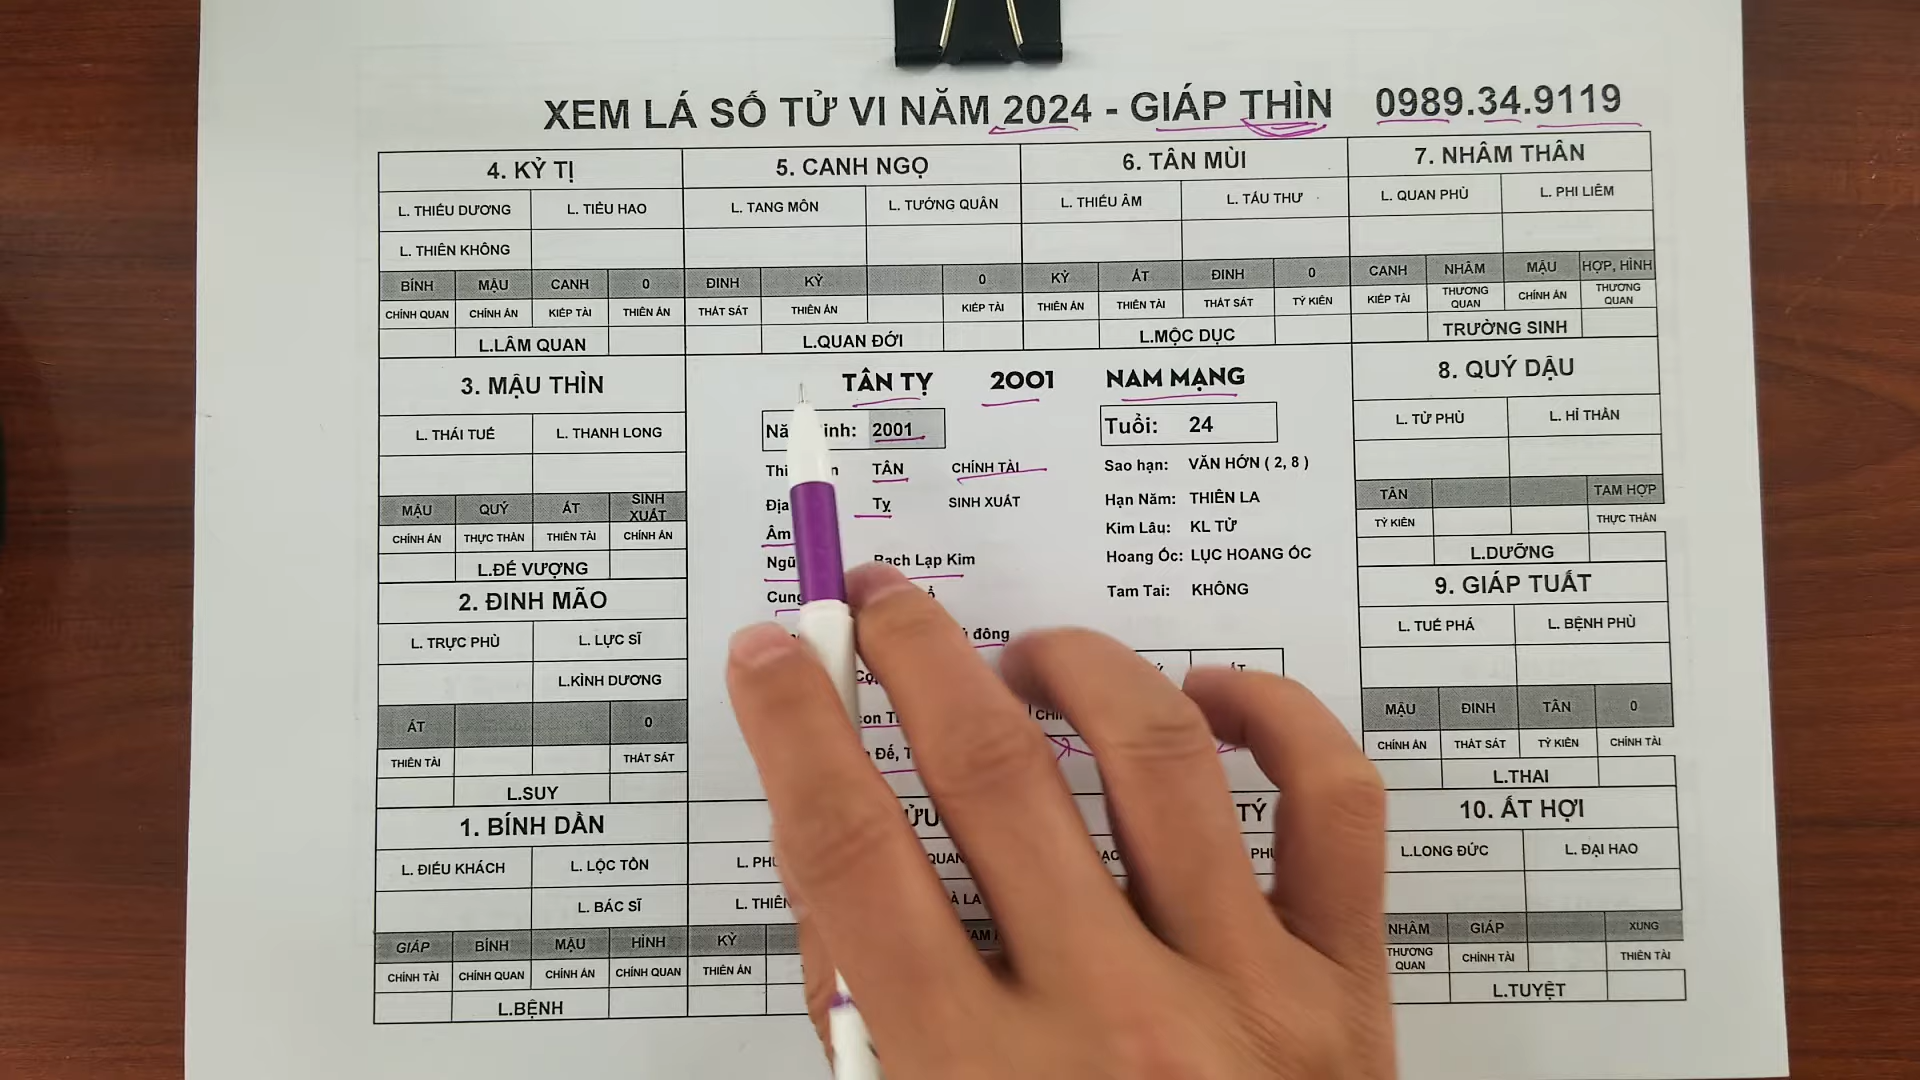 XEM LÁ SỐ TỬ VI NĂM 2024 - GIÁP THÌN 0989.34.9119
4. KỶ TỊ
L. THIẾU DƯƠNG L. TIỂU HAO
L. THIÊN KHÔNG
BÍNH MẬU CANH 0
CHÍNH QUAN CHÍNH ẤN KIẾP TÀI THIÊN ẤN
L.LÂM QUAN
5. CANH NGỌ
L. TANG MÔN L. TƯỚNG QUÂN
ĐINH KỶ 0
THẤT SÁT THIÊN ẤN KIẾP TÀI
L.QUAN ĐỚI
6. TÂN MÙI
L. THIẾU ÂM L. TẤU THƯ
KỶ ẤT ĐINH 0
THIÊN ẤN THIÊN TÀI THẤT SÁT TỶ KIÊN
L.MỘC DỤC
7. NHÂM THÂN
L. QUAN PHÙ L. PHI LIÊM
CANH NHÂM MẬU HỢP, HÌNH
KIẾP TÀI THƯƠNG QUAN CHÍNH ẤN THƯƠNG QUAN
TRƯỜNG SINH
3. MẬU THÌN
L. THÁI TUẾ L. THANH LONG
MẬU QUÝ ẤT SINH XUẤT
CHÍNH ẤN THỰC THẦN THIÊN TÀI CHÍNH ẤN
L.ĐẾ VƯỢNG
TÂN TỴ 2001 NAM MẠNG
2001
Tuổi: 24
TÂN CHÍNH TÀI
Sao hạn: VĂN HỚN ( 2, 8 )
Địa Tỵ SINH XUẤT
Hạn Năm: THIÊN LA
Âm
Kim Lâu: KL TỬ
Bạch Lạp Kim
Hoang Ốc: LỤC HOANG ỐC
Cung
Tam Tai: KHÔNG
đông
con
Đế,
8. QUÝ DẬU
L. TỬ PHÙ L. HỈ THẦN
TÂN TAM HỢP
TỶ KIÊN THỰC THẦN
L.DƯỠNG
2. ĐINH MÃO
L. TRỰC PHÙ L. LỰC SĨ
L.KÌNH DƯƠNG
ẤT 0
THIÊN TÀI THẤT SÁT
L.SUY
9. GIÁP TUẤT
L. TUẾ PHÁ L. BỆNH PHÙ
MẬU ĐINH TÂN 0
CHÍNH ẤN THẤT SÁT TỶ KIÊN CHÍNH TÀI
L.THAI
1. BÍNH DẦN
L. ĐIẾU KHÁCH L. LỘC TỒN
L. BÁC SĨ
GIÁP BÍNH MẬU HÌNH
CHÍNH TÀI CHÍNH QUAN CHÍNH ẤN CHÍNH QUAN
L.BỆNH
TÝ
KỶ
THIÊN ẤN
10. ẤT HỢI
L.LONG ĐỨC L. ĐẠI HAO
NHÂM GIÁP XUNG
THƯƠNG QUAN CHÍNH TÀI THIÊN TÀI
L.TUYỆT